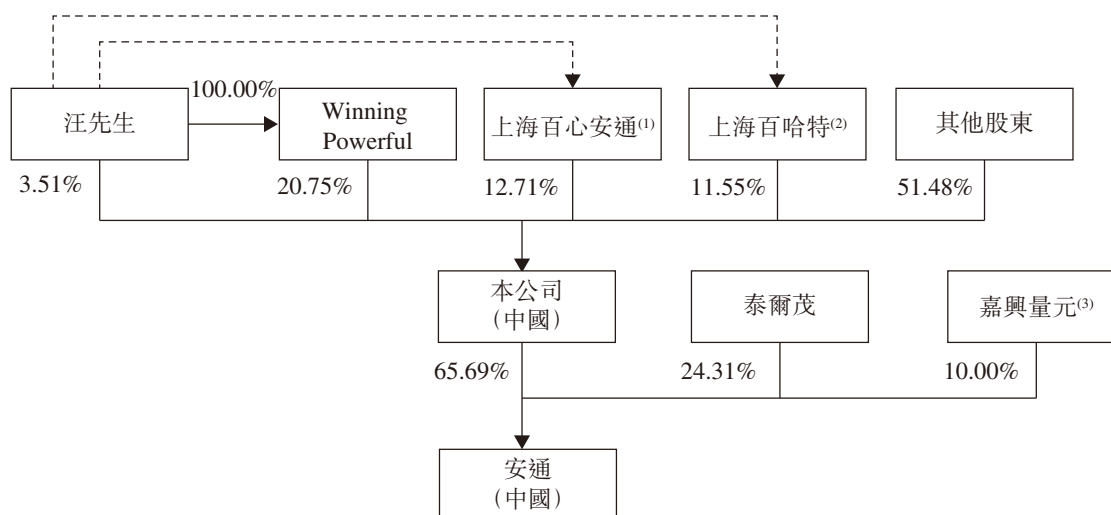 100.00%
汪先生
Winning
Powerful
上海百心安通(1)
上海百哈特(2)
其他股東
3.51%
20.75%
12.71%
11.55%
51.48%
本公司
(中國)
泰爾茂
嘉興量元(3)
65.69%
24.31%
10.00%
安通
(中國)